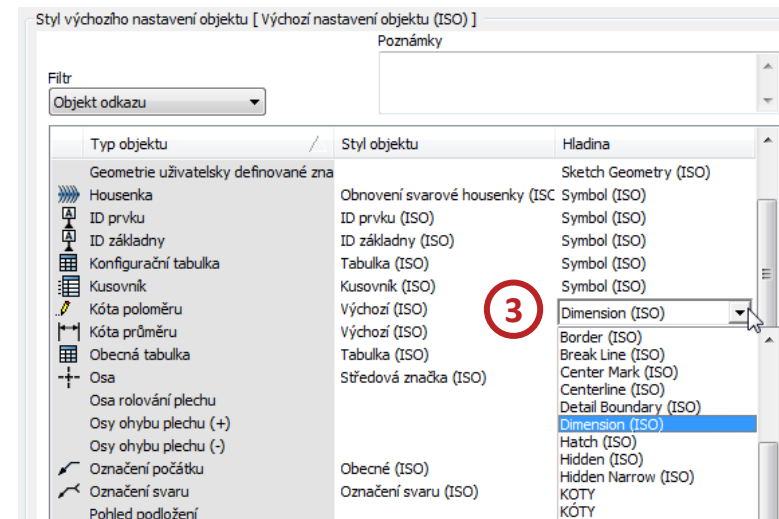 Styl výchozího nastavení objektu [ Výchozí nastavení objektu (ISO) ]
Poznámky
Filtr
Objekt odkazu
Typ objektu Styl objektu Hladina
Geometrie uživatelsky definované zna Sketch Geometry (ISO)
Housenka Obnovení svarové housenky (ISC Symbol (ISO)
ID prvku ID prvku (ISO) Symbol (ISO)
ID základny ID základny (ISO) Symbol (ISO)
Konfigurační tabulka Tabulka (ISO) Symbol (ISO)
Kusovník Kusovník (ISO) Symbol (ISO)
Kóta poloměru Výchozí (ISO) 3 Dimension (ISO)
Kóta průměru Výchozí (ISO) Border (ISO)
Obecná tabulka Tabulka (ISO) Break Line (ISO)
Osa Středová značka (ISO) Center Mark (ISO)
Centerline (ISO)
Osa rolování plechu Detail Boundary (ISO)
Osy ohybu plechu (+) Dimension (ISO)
Osy ohybu plechu (-) Hatch (ISO)
Označení počátku Obecné (ISO) Hidden (ISO)
Hidden Narrow (ISO)
Označení svaru Označení svaru (ISO) KOTY
Pohled podložení KÓTY